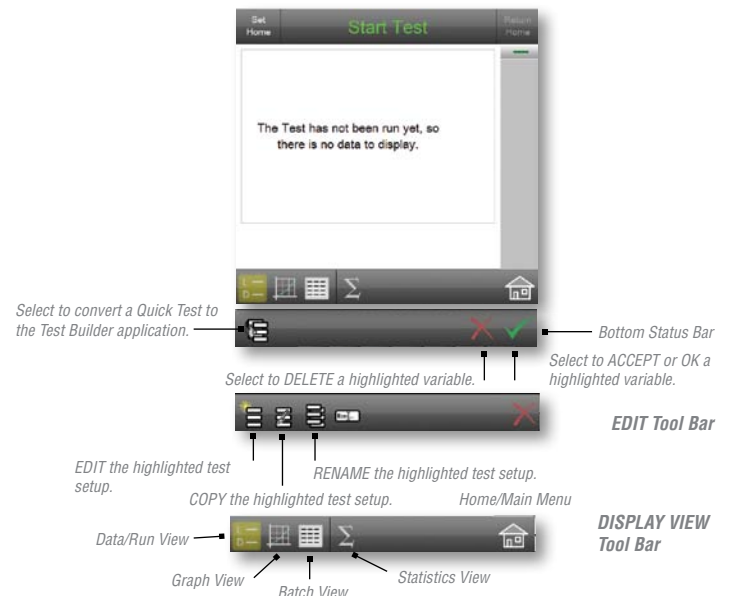 Set
Home
Start Test
Return
Home
The Test has not been run yet, so
there is no data to display.
Select to convert a Quick Test to
the Test Builder application.
Bottom Status Bar
Select to DELETE a highlighted variable.
Select to ACCEPT or OK a
highlighted variable.
EDIT Tool Bar
EDIT the highlighted test
setup.
RENAME the highlighted test setup.
COPY the highlighted test setup.
Home/Main Menu
DISPLAY VIEW
Tool Bar
Data/Run View
Graph View
Batch View
Statistics View